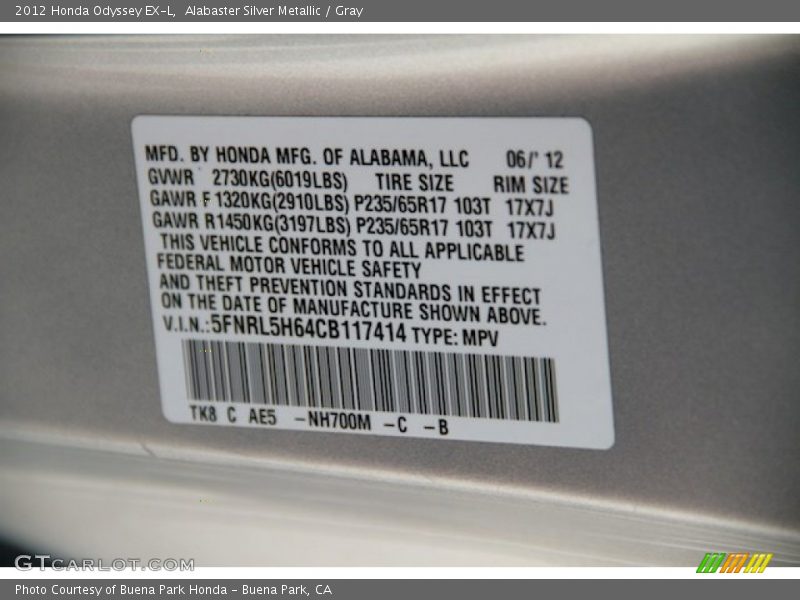 2012 Honda Odyssey EX-L,  Alabaster Silver Metallic / Gray
MFD. BY HONDA MFG. OF ALABAMA, LLC 06/' 12
GVWR 2730KG(6019LBS) TIRE SIZE RIM SIZE
GAWR F 1320KG(2910LBS) P235/65R17 103T 17X7J
GAWR R1450KG(3197LBS) P235/65R17 103T 17X7J
THIS VEHICLE CONFORMS TO ALL APPLICABLE
FEDERAL MOTOR VEHICLE SAFETY
AND THEFT PREVENTION STANDARDS IN EFFECT
ON THE DATE OF MANUFACTURE SHOWN ABOVE.
V.I.N.:5FNRL5H64CB117414 TYPE: MPV
TK8 C AE5 -NH700M -C -B
GTCARLOT.COM
Photo Courtesy of Buena Park Honda - Buena Park, CA